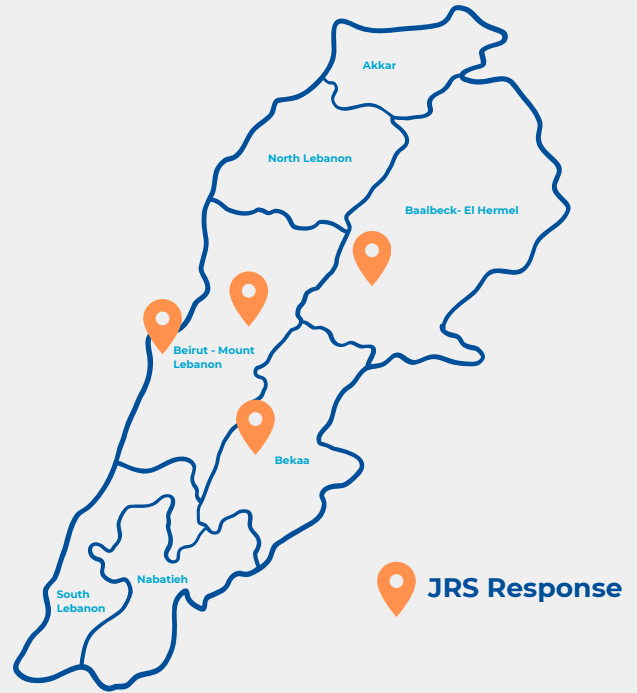 Akkar
North Lebanon
Baalbeck- El Hermel
Beirut - Mount
Lebanon
Bekaa
Nabatieh
South
Lebanon
JRS Response